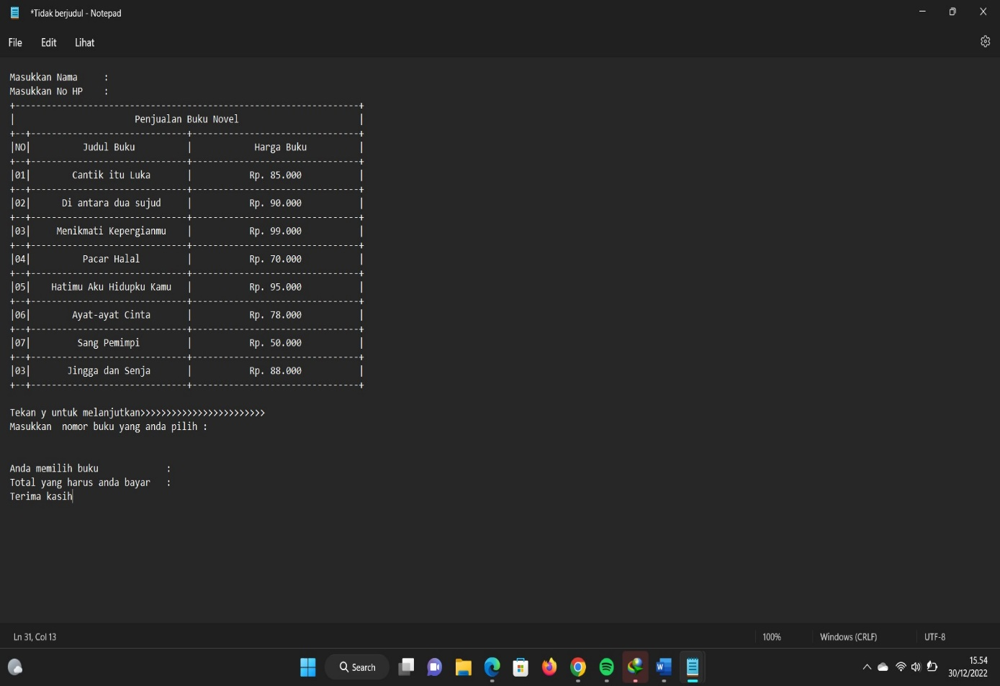 *Tidak berjudul - Notepad
File Edit Lihat
Masukkan Nama     :
Masukkan No HP    :
+------------------------------------------------------------------+
|                       Penjualan Buku Novel                       |
+--+------------------------------+--------------------------------+
|NO|          Judul Buku          |            Harga Buku          |
+--+------------------------------+--------------------------------+
|01|        Cantik itu Luka       |           Rp. 85.000           |
+--+------------------------------+--------------------------------+
|02|      Di antara dua sujud     |           Rp. 90.000           |
+--+------------------------------+--------------------------------+
|03|     Menikmati Kepergianmu    |           Rp. 99.000           |
+--+------------------------------+--------------------------------+
|04|          Pacar Halal         |           Rp. 70.000           |
+--+------------------------------+--------------------------------+
|05|    Hatimu Aku Hidupku Kamu   |           Rp. 95.000           |
+--+------------------------------+--------------------------------+
|06|        Ayat-ayat Cinta       |           Rp. 78.000           |
+--+------------------------------+--------------------------------+
|07|         Sang Pemimpi         |           Rp. 50.000           |
+--+------------------------------+--------------------------------+
|03|       Jingga dan Senja       |           Rp. 88.000           |
+--+------------------------------+--------------------------------+
Tekan y untuk melanjutkan>>>>>>>>>>>>>>>>>>>>>>>>
Masukkan  nomor buku yang anda pilih :
Anda memilih buku             :
Total yang harus anda bayar   :
Terima kasih
Ln 31, Col 13 100% Windows (CRLF) UTF-8
Search
15.54
30/12/2022